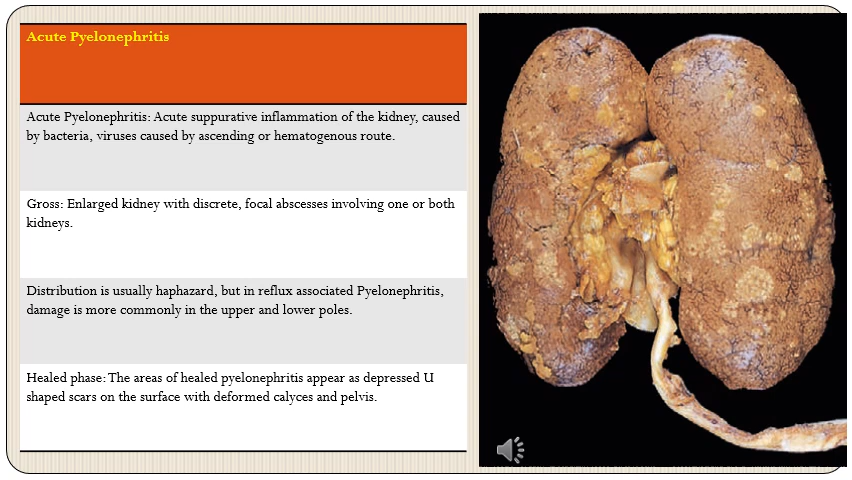 Acute Pyelonephritis
Acute Pyelonephritis: Acute suppurative inflammation of the kidney, caused
by bacteria, viruses caused by ascending or hematogenous route.
Gross: Enlarged kidney with discrete, focal abscesses involving one or both
kidneys.
Distribution is usually haphazard, but in reflux associated Pyelonephritis,
damage is more commonly in the upper and lower poles.
Healed phase: The areas of healed pyelonephritis appear as depressed U
shaped scars on the surface with deformed calyces and pelvis.